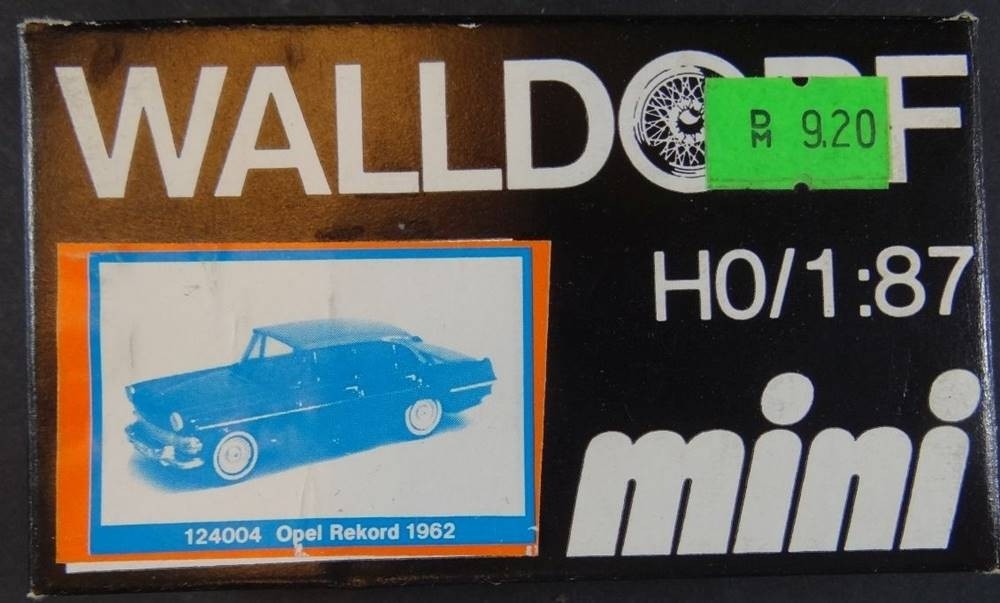 WALLDORF
DM 9.20
H0/1:87
mini
124004 Opel Rekord 1962